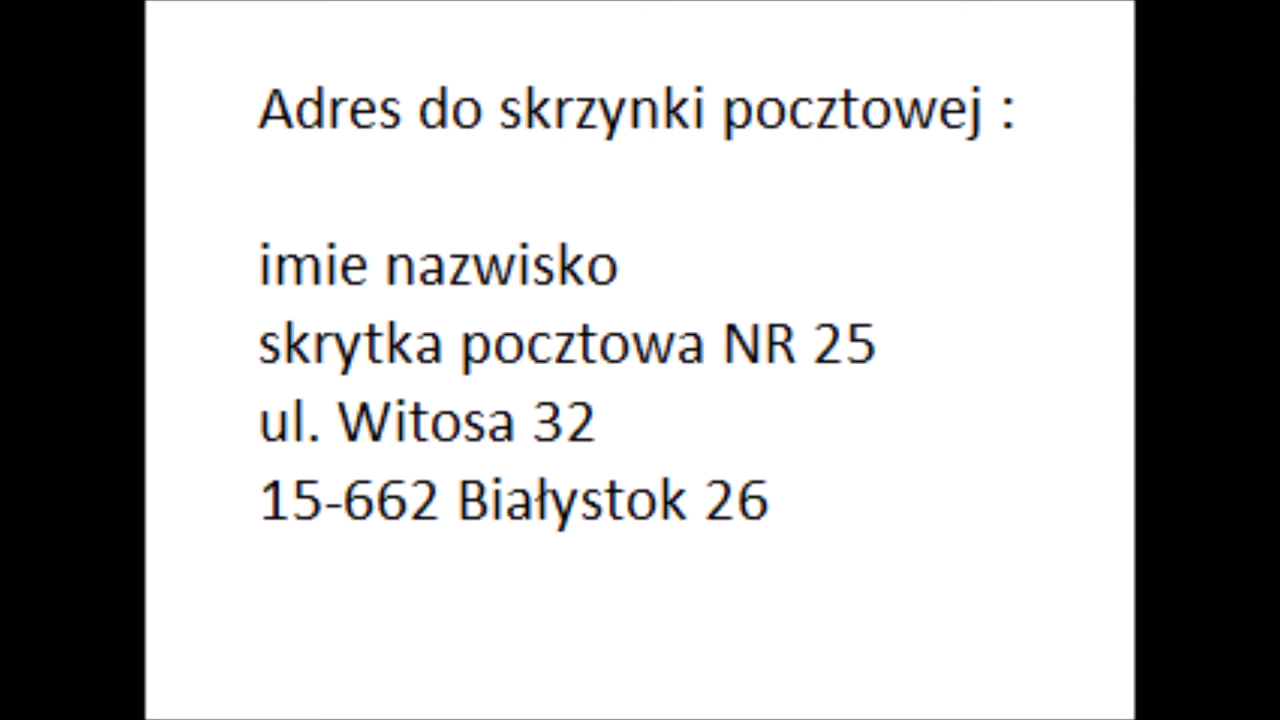 Adres do skrzynki pocztowej :
imie nazwisko
skrytka pocztowa NR 25
ul. Witosa 32
15-662 Białystok 26